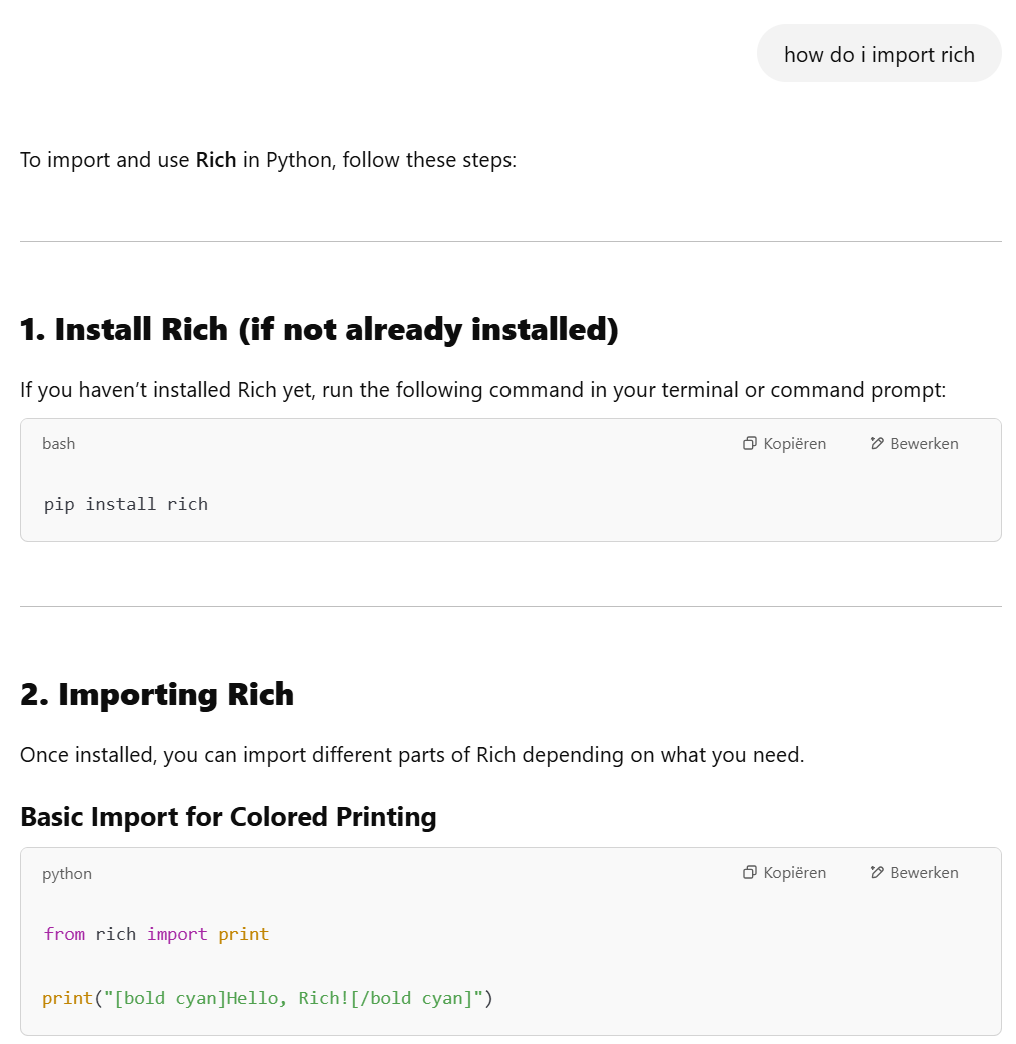 how do i import rich
To import and use Rich in Python, follow these steps:
1. Install Rich (if not already installed)
If you haven’t installed Rich yet, run the following command in your terminal or command prompt:
bash Kopiëren Bewerken
pip install rich
2. Importing Rich
Once installed, you can import different parts of Rich depending on what you need.
Basic Import for Colored Printing
python Kopiëren Bewerken
from rich import print
print("[bold cyan]Hello, Rich![/bold cyan]")